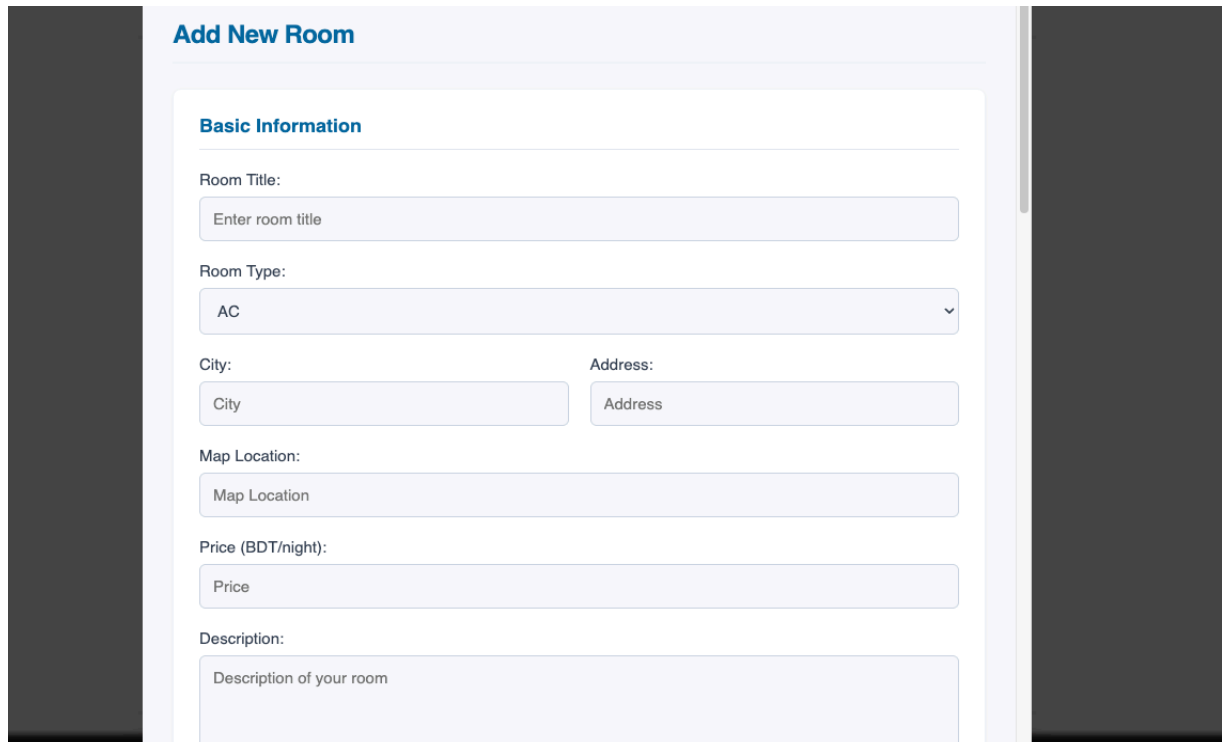 Add New Room
Basic Information
Room Title:
Enter room title
Room Type:
AC
City:
Address:
City
Address
Map Location:
Map Location
Price (BDT/night):
Price
Description:
Description of your room